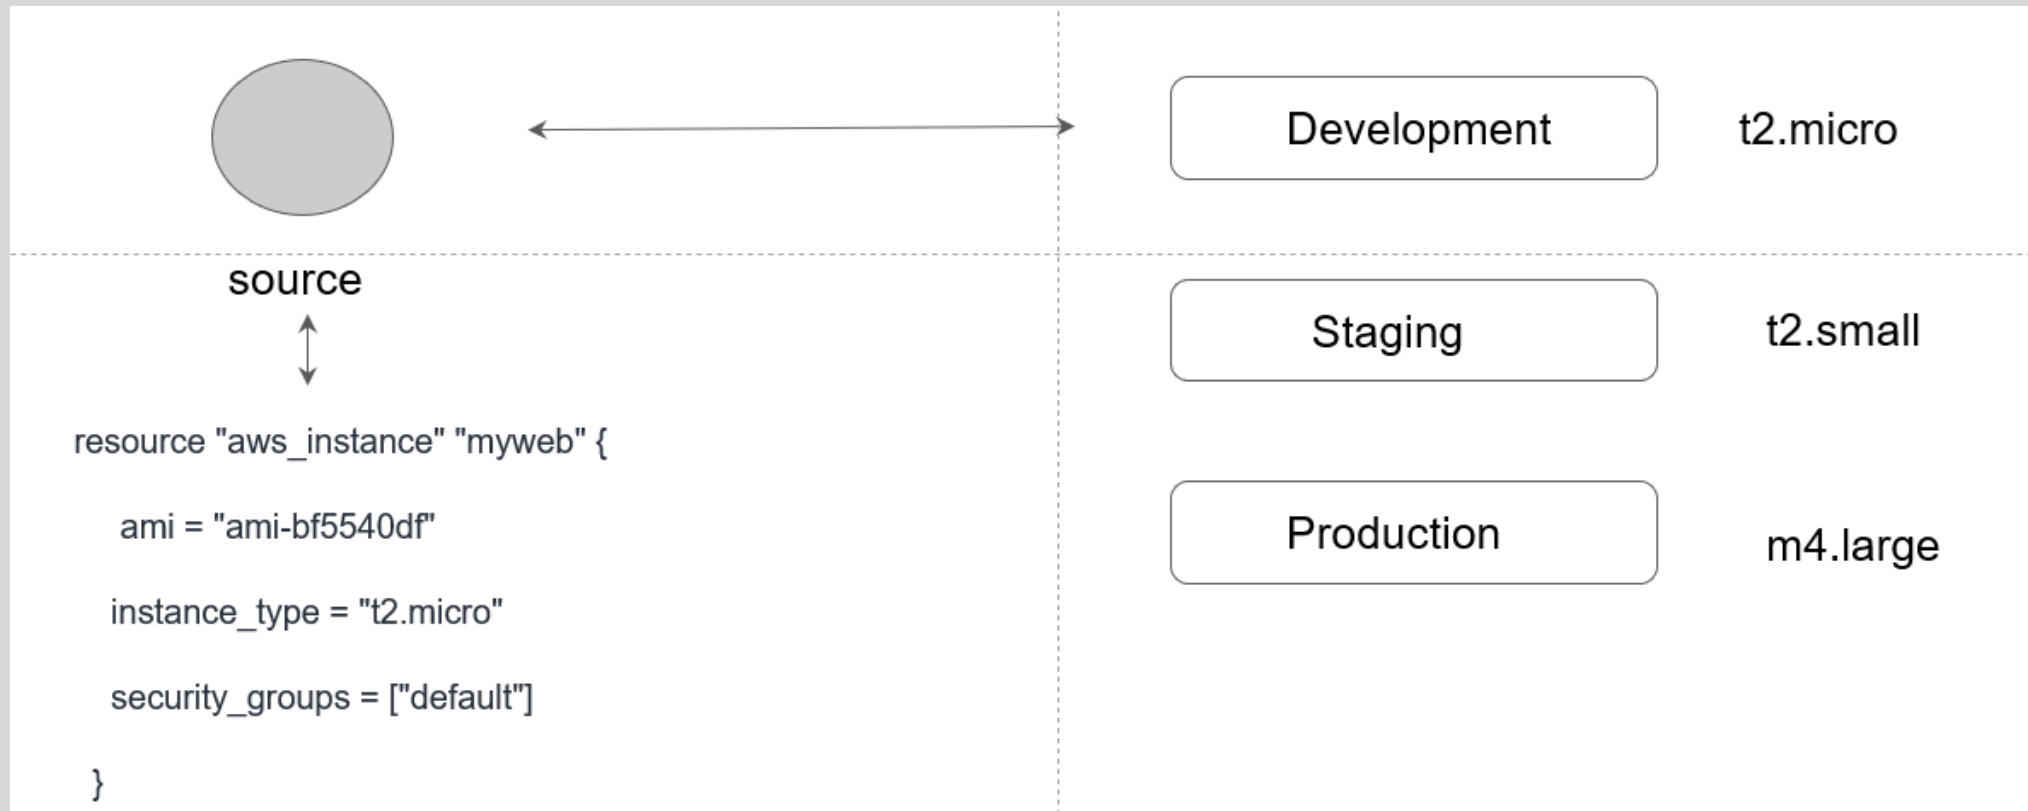 Development
t2.micro
source
Staging
t2.small
resource "aws_instance" "myweb" {
ami = "ami-bf5540df"
instance_type = "t2.micro"
security_groups = ["default"]
}
Production
m4.large